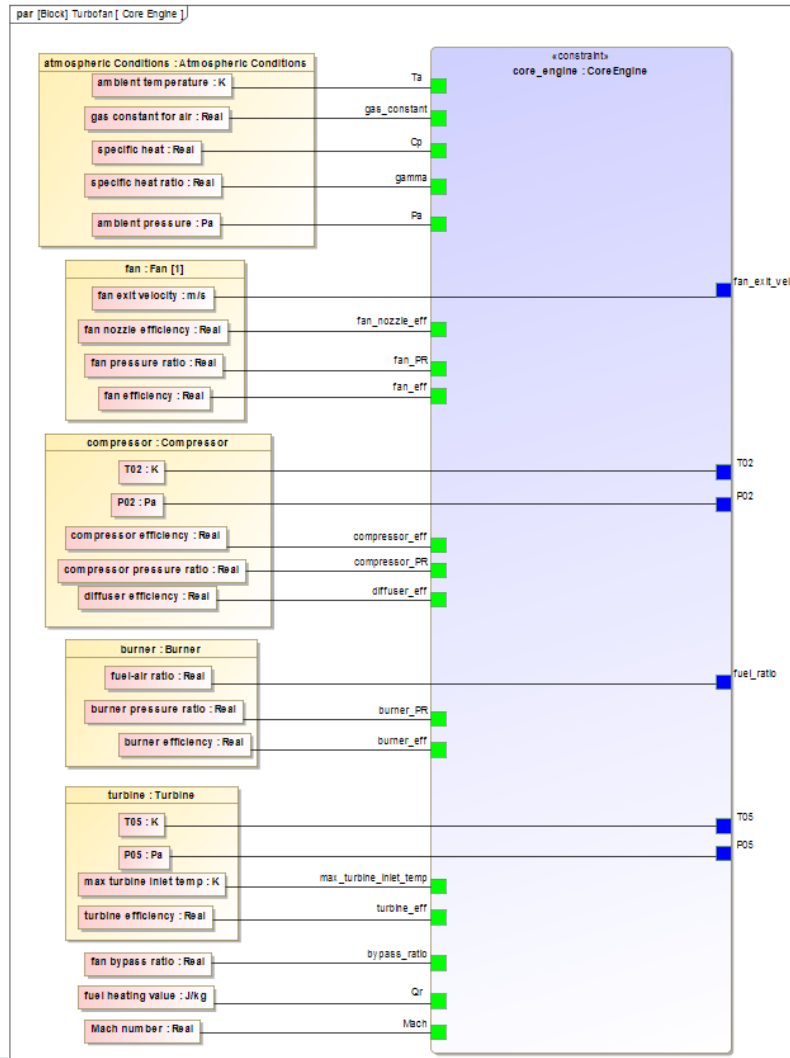 par [Block] Turbofan [ Core Engine ]
«constraint»
core_engine : CoreEngine
atmospheric Conditions : Atmospheric Conditions
ambient temperature : K
Ta
gas constant for air : Real
gas_constant
specific heat : Real
Cp
specific heat ratio : Real
gamma
ambient pressure : Pa
Pa
fan : Fan [1]
fan exit velocity : m/s
fan_exit_vel
fan nozzle efficiency : Real
fan_nozzle_eff
fan pressure ratio : Real
fan_PR
fan efficiency : Real
fan_eff
compressor : Compressor
T02 : K
T02
P02 : Pa
P02
compressor efficiency : Real
compressor_eff
compressor pressure ratio : Real
compressor_PR
diffuser efficiency : Real
diffuser_eff
burner : Burner
fuel-air ratio : Real
fuel_ratio
burner pressure ratio : Real
burner_PR
burner efficiency : Real
burner_eff
turbine : Turbine
T05 : K
T05
P05 : Pa
P05
max turbine inlet temp : K
max_turbine_inlet_temp
turbine efficiency : Real
turbine_eff
fan bypass ratio : Real
bypass_ratio
fuel heating value : J/kg
Qr
Mach number : Real
Mach